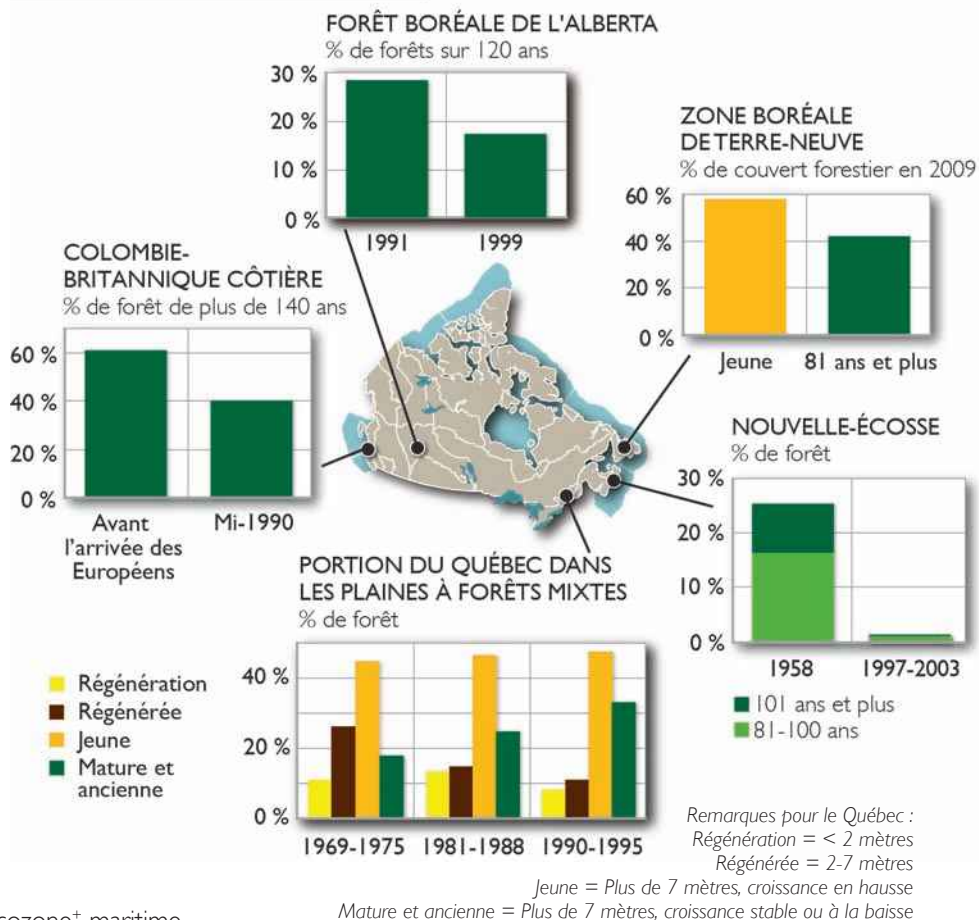 FORÊT BORÉALE DE L'ALBERTA
% de forêts sur 120 ans
30 %
20 %
10 %
0 %
1991 1999
ZONE BORÉALE
DE TERRE-NEUVE
% de couvert forestier en 2009
60 %
40 %
20 %
0 %
Jeune 81 ans et plus
COLOMBIE-
BRITANNIQUE CÔTIÈRE
% de forêt de plus de 140 ans
60 %
40 %
20 %
0 %
Avant
l'arrivée des
Européens
Mi-1990
NOUVELLE-ÉCOSSE
% de forêt
30 %
20 %
10 %
0 %
1958 1997-2003
101 ans et plus
81-100 ans
PORTION DU QUÉBEC DANS
LES PLAINES À FORÊTS MIXTES
% de forêt
40 %
20 %
0 %
1969-1975 1981-1988 1990-1995
Régénération
Régénérée
Jeune
Mature et
ancienne
Remarques pour le Québec :
Régénération = < 2 mètres
Régénérée = 2-7 mètres
Jeune = Plus de 7 mètres, croissance en hausse
Mature et ancienne = Plus de 7 mètres, croissance stable ou à la baisse
maritime